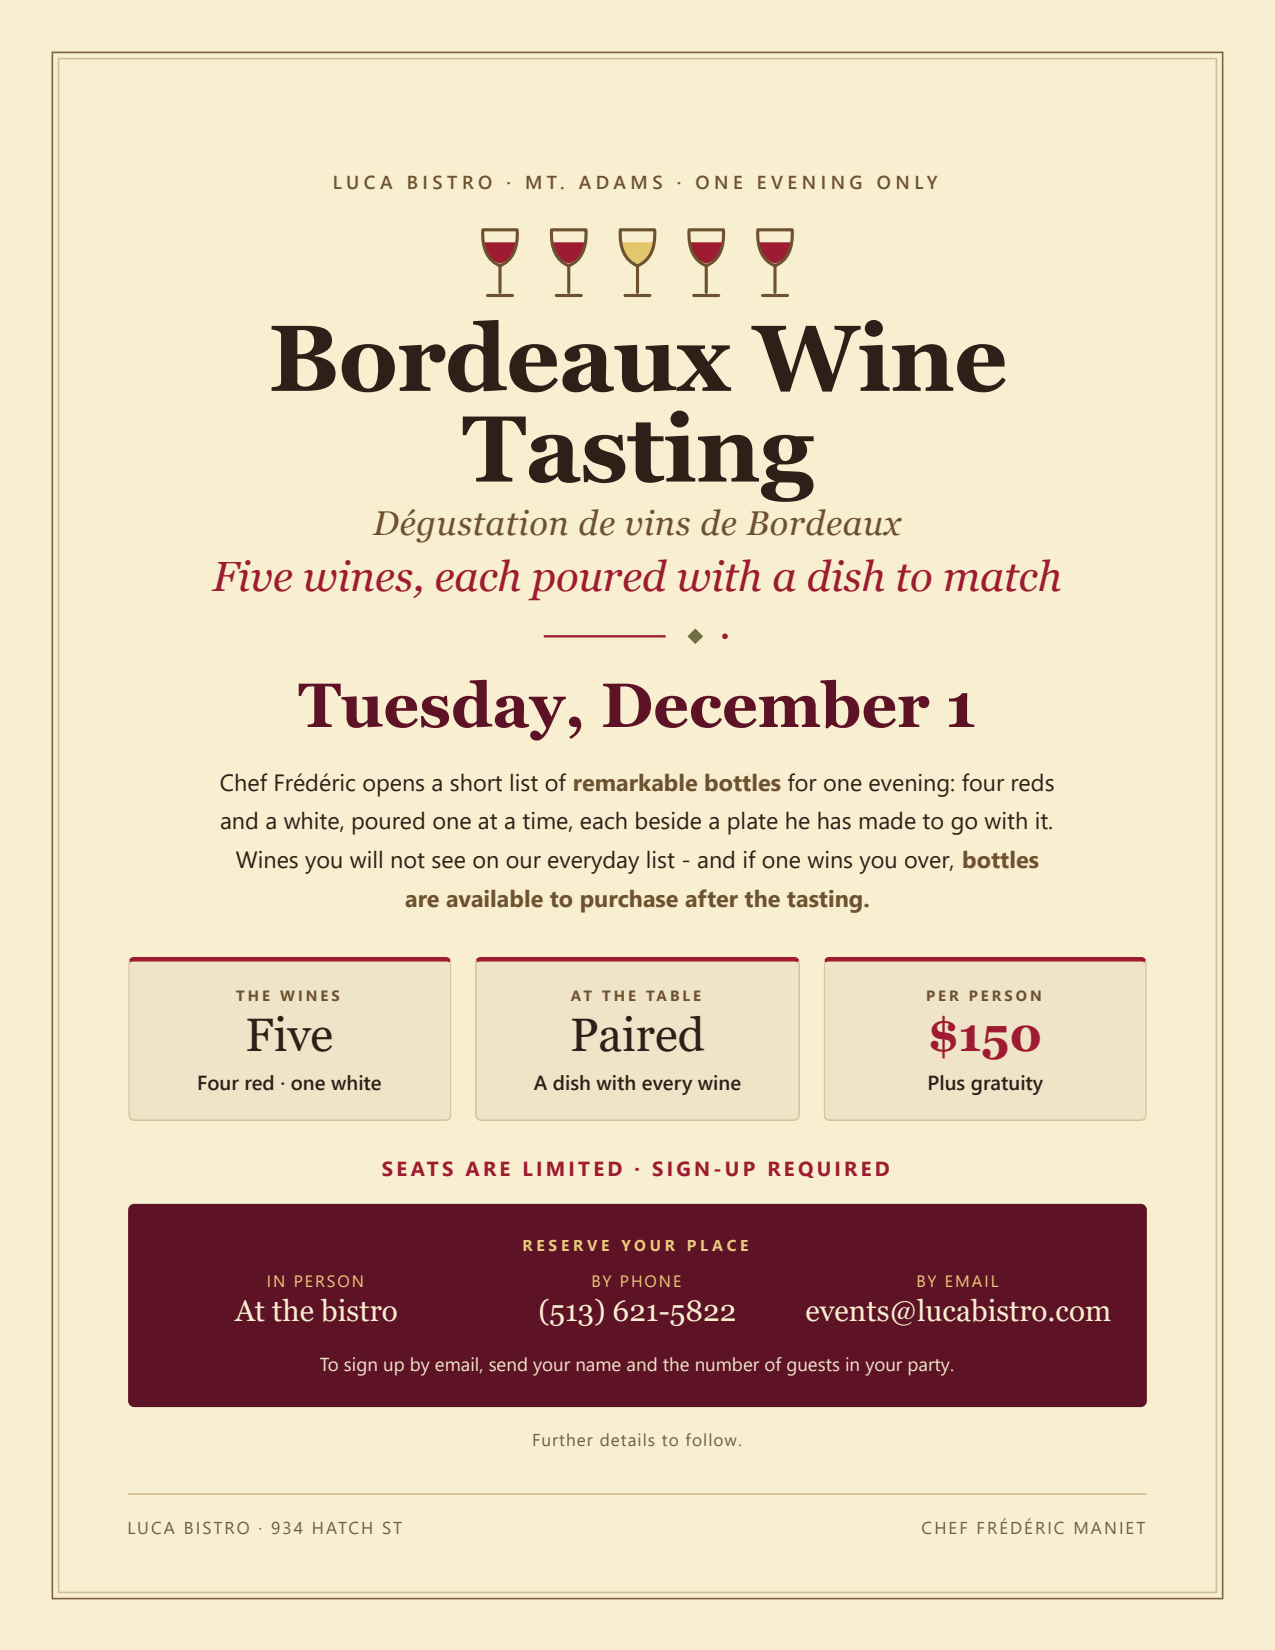 LUCA BISTRO · MT. ADAMS · ONE EVENING ONLY
Bordeaux Wine
Tasting
Dégustation de vins de Bordeaux
Five wines, each poured with a dish to match
Tuesday, December 1
Chef Frédéric opens a short list of remarkable bottles for one evening: four reds
and a white, poured one at a time, each beside a plate he has made to go with it.
Wines you will not see on our everyday list - and if one wins you over, bottles
are available to purchase after the tasting.
THE WINES
Five
Four red · one white
AT THE TABLE
Paired
A dish with every wine
PER PERSON
$150
Plus gratuity
SEATS ARE LIMITED · SIGN-UP REQUIRED
RESERVE YOUR PLACE
IN PERSON
At the bistro
BY PHONE
(513) 621-5822
BY EMAIL
events@lucabistro.com
To sign up by email, send your name and the number of guests in your party.
Further details to follow.
LUCA BISTRO · 934 HATCH ST
CHEF FRÉDÉRIC MANIET